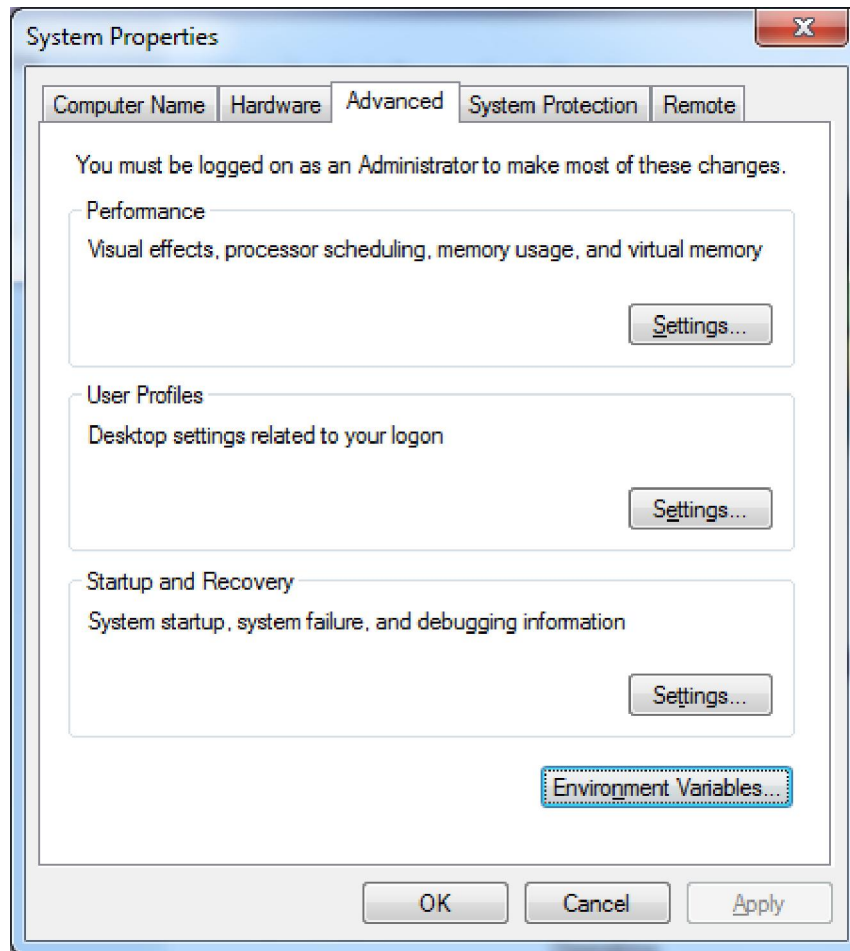 System Properties
Computer Name Hardware Advanced System Protection Remote
You must be logged on as an Administrator to make most of these changes.
Performance
Visual effects, processor scheduling, memory usage, and virtual memory
Settings...
User Profiles
Desktop settings related to your logon
Settings...
Startup and Recovery
System startup, system failure, and debugging information
Settings...
Environment Variables...
OK Cancel Apply